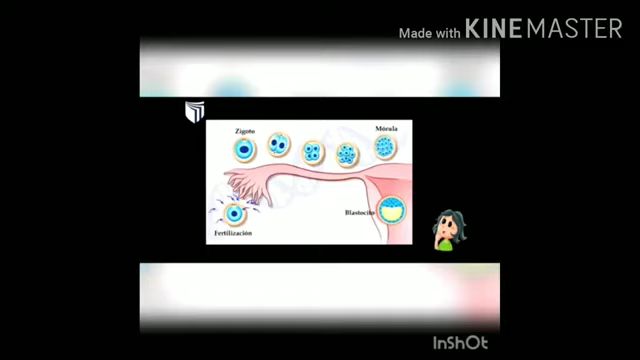 Made with KINEMASTER
Zigoto
Mórula
Blastocito
Fertilización
InShOt